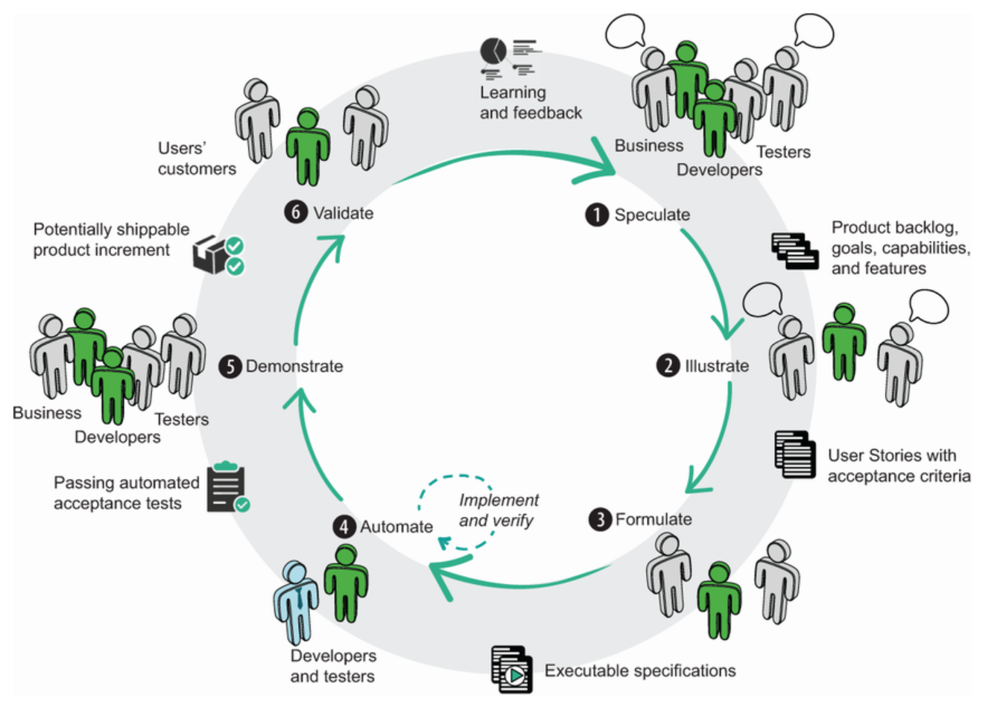 Learning
and feedback
Business
Testers
Developers
1 Speculate
Product backlog,
goals, capabilities,
and features
2 Illustrate
User Stories with
acceptance criteria
3 Formulate
Executable specifications
Implement
and verify
4 Automate
Developers
and testers
Passing automated
acceptance tests
5 Demonstrate
Business
Testers
Developers
Potentially shippable
product increment
6 Validate
Users’
customers